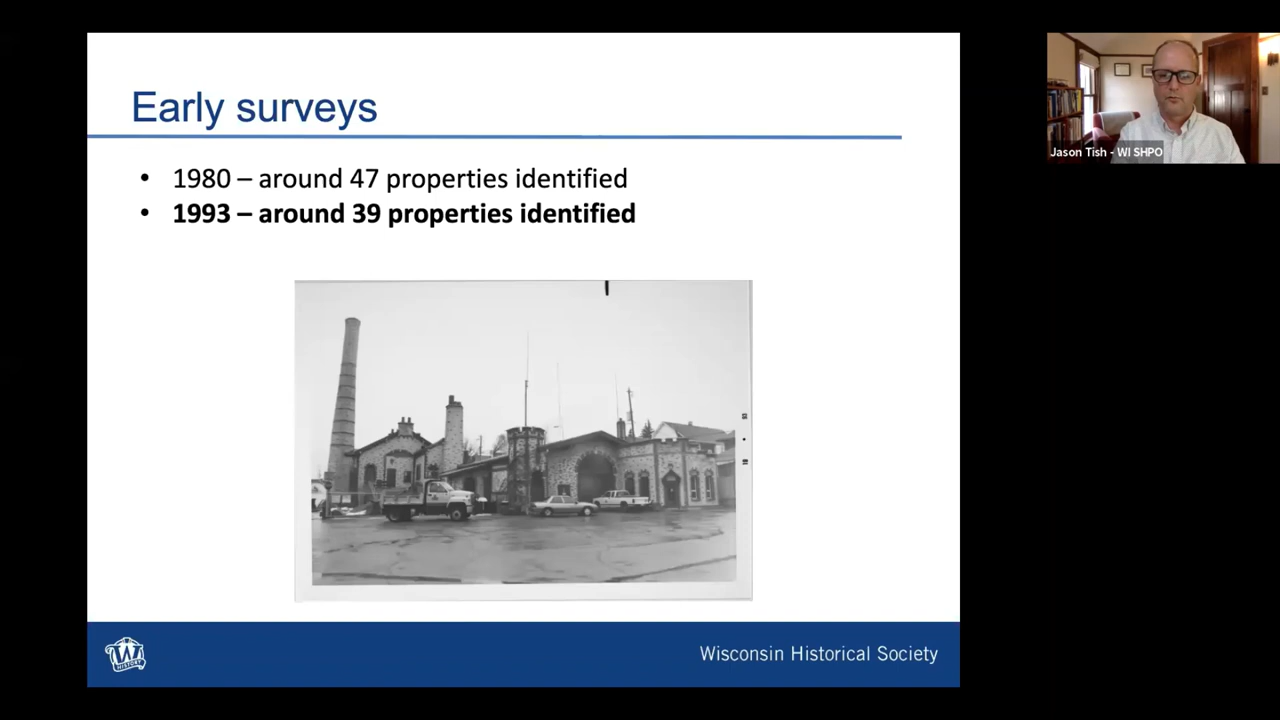 Early surveys
• 1980 – around 47 properties identified
• 1993 – around 39 properties identified
W
HISTORY
Wisconsin Historical Society
Jason Tish - WI SHPO